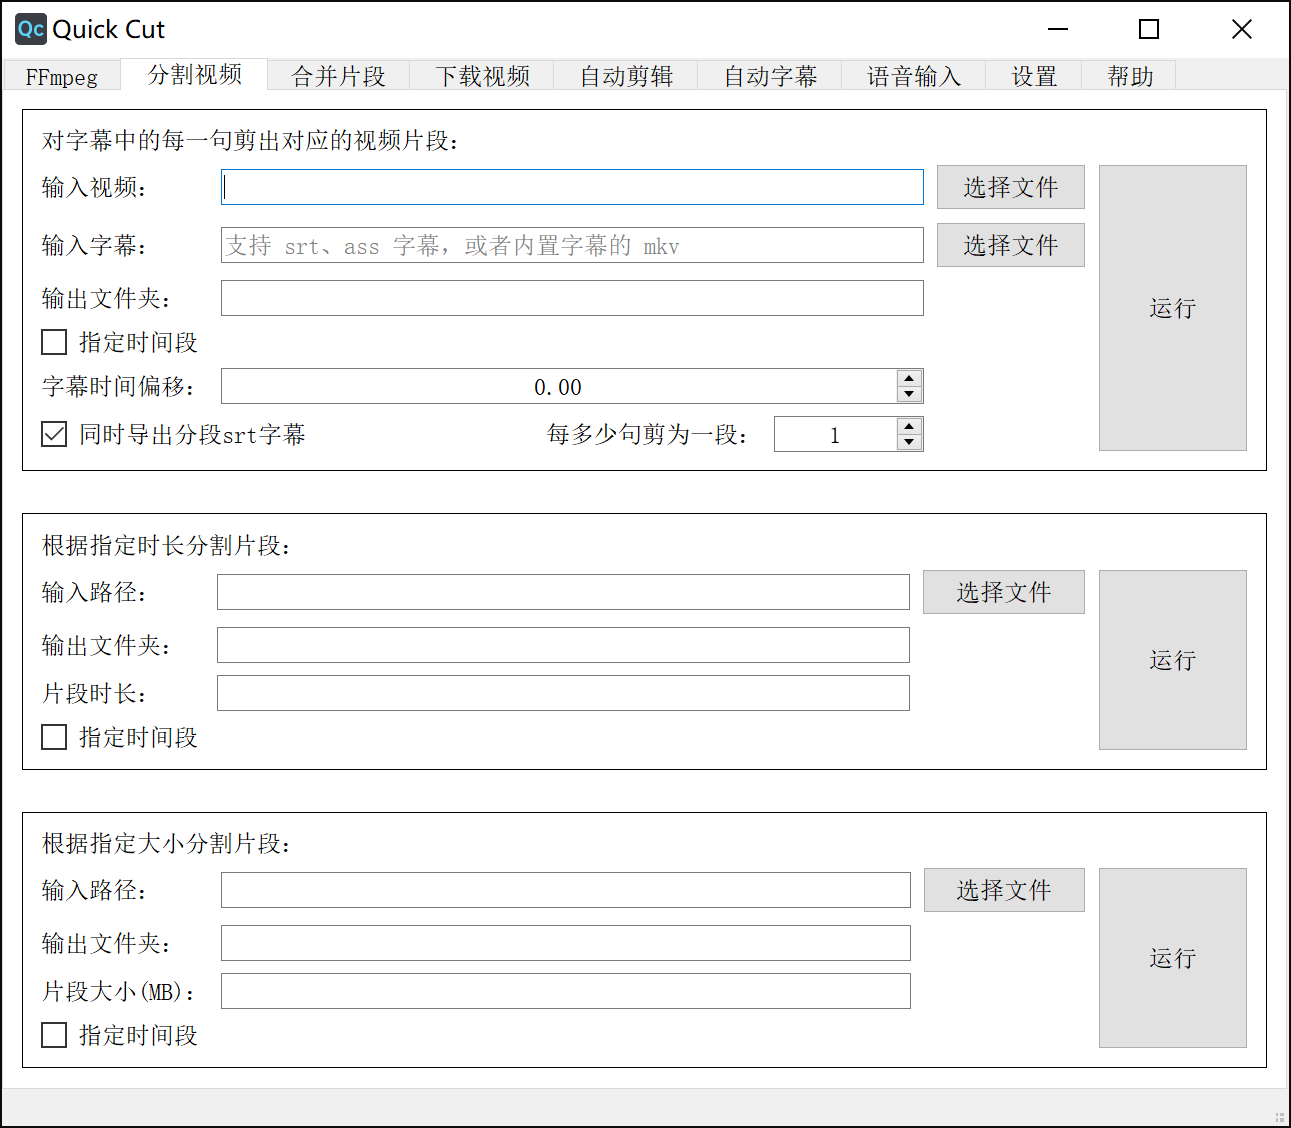 Qc Quick Cut
FFmpeg 分割视频 合并片段 下载视频 自动剪辑 自动字幕 语音输入 设置 帮助
对字幕中的每一句剪出对应的视频片段：
输入视频： 选择文件
输入字幕： 支持 srt、ass 字幕，或者内置字幕的 mkv 选择文件
输出文件夹：
运行
指定时间段
字幕时间偏移： 0.00
同时导出分段srt字幕 每多少句剪为一段： 1
根据指定时长分割片段：
输入路径： 选择文件
输出文件夹：
运行
片段时长：
指定时间段
根据指定大小分割片段：
输入路径： 选择文件
输出文件夹：
运行
片段大小(MB)：
指定时间段